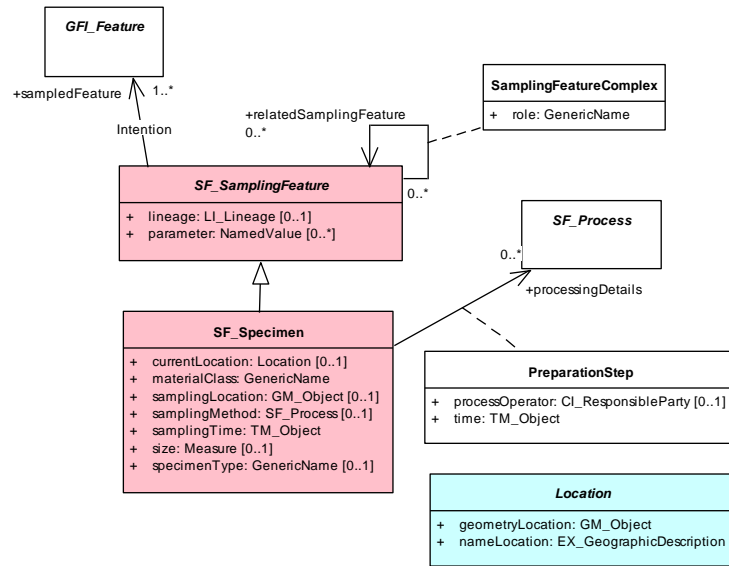 GFI_Feature
+sampledFeature
1..*
Intention
+relatedSamplingFeature
0..*
0..*
SamplingFeatureComplex
+ role: GenericName
SF_SamplingFeature
+ lineage: LI_Lineage [0..1]
+ parameter: NamedValue [0..*]
SF_Process
0..*
+processingDetails
SF_Specimen
+ currentLocation: Location [0..1]
+ materialClass: GenericName
+ samplingLocation: GM_Object [0..1]
+ samplingMethod: SF_Process [0..1]
+ samplingTime: TM_Object
+ size: Measure [0..1]
+ specimenType: GenericName [0..1]
PreparationStep
+ processOperator: CI_ResponsibleParty [0..1]
+ time: TM_Object
Location
+ geometryLocation: GM_Object
+ nameLocation: EX_GeographicDescription